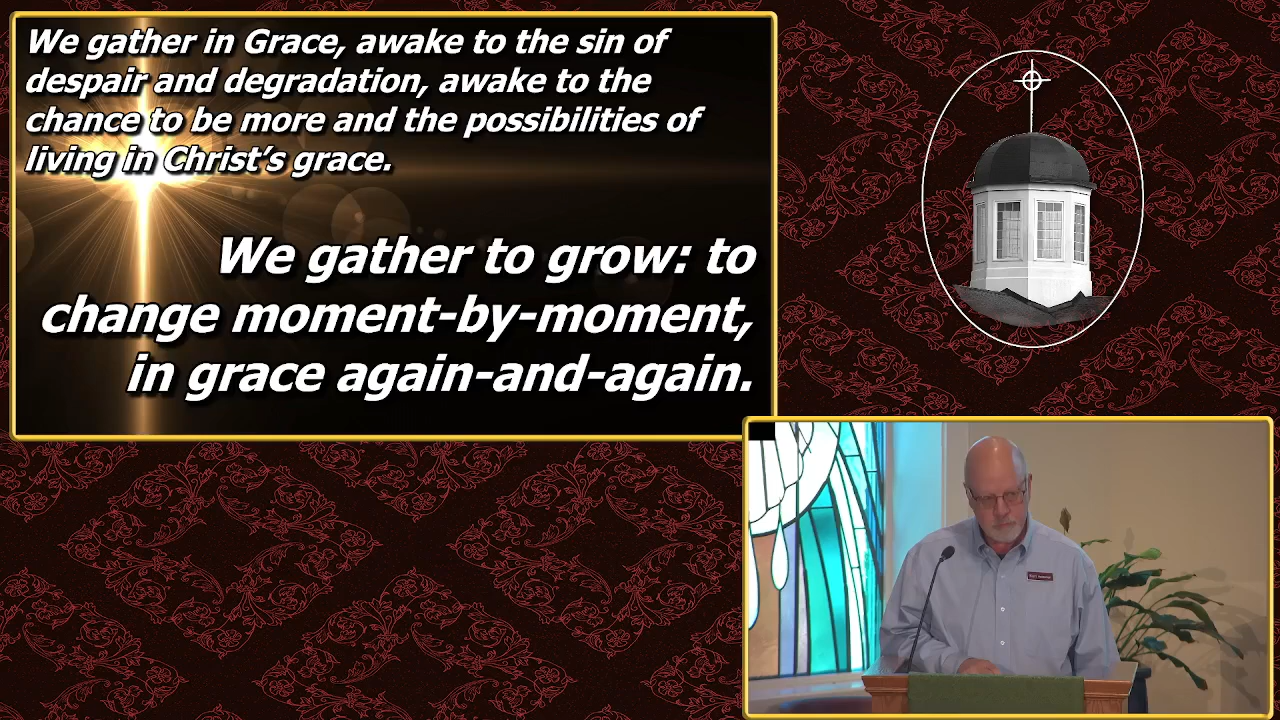 We gather in Grace, awake to the sin of
despair and degradation, awake to the
chance to be more and the possibilities of
living in Christ’s grace.
We gather to grow: to
change moment-by-moment,
in grace again-and-again.